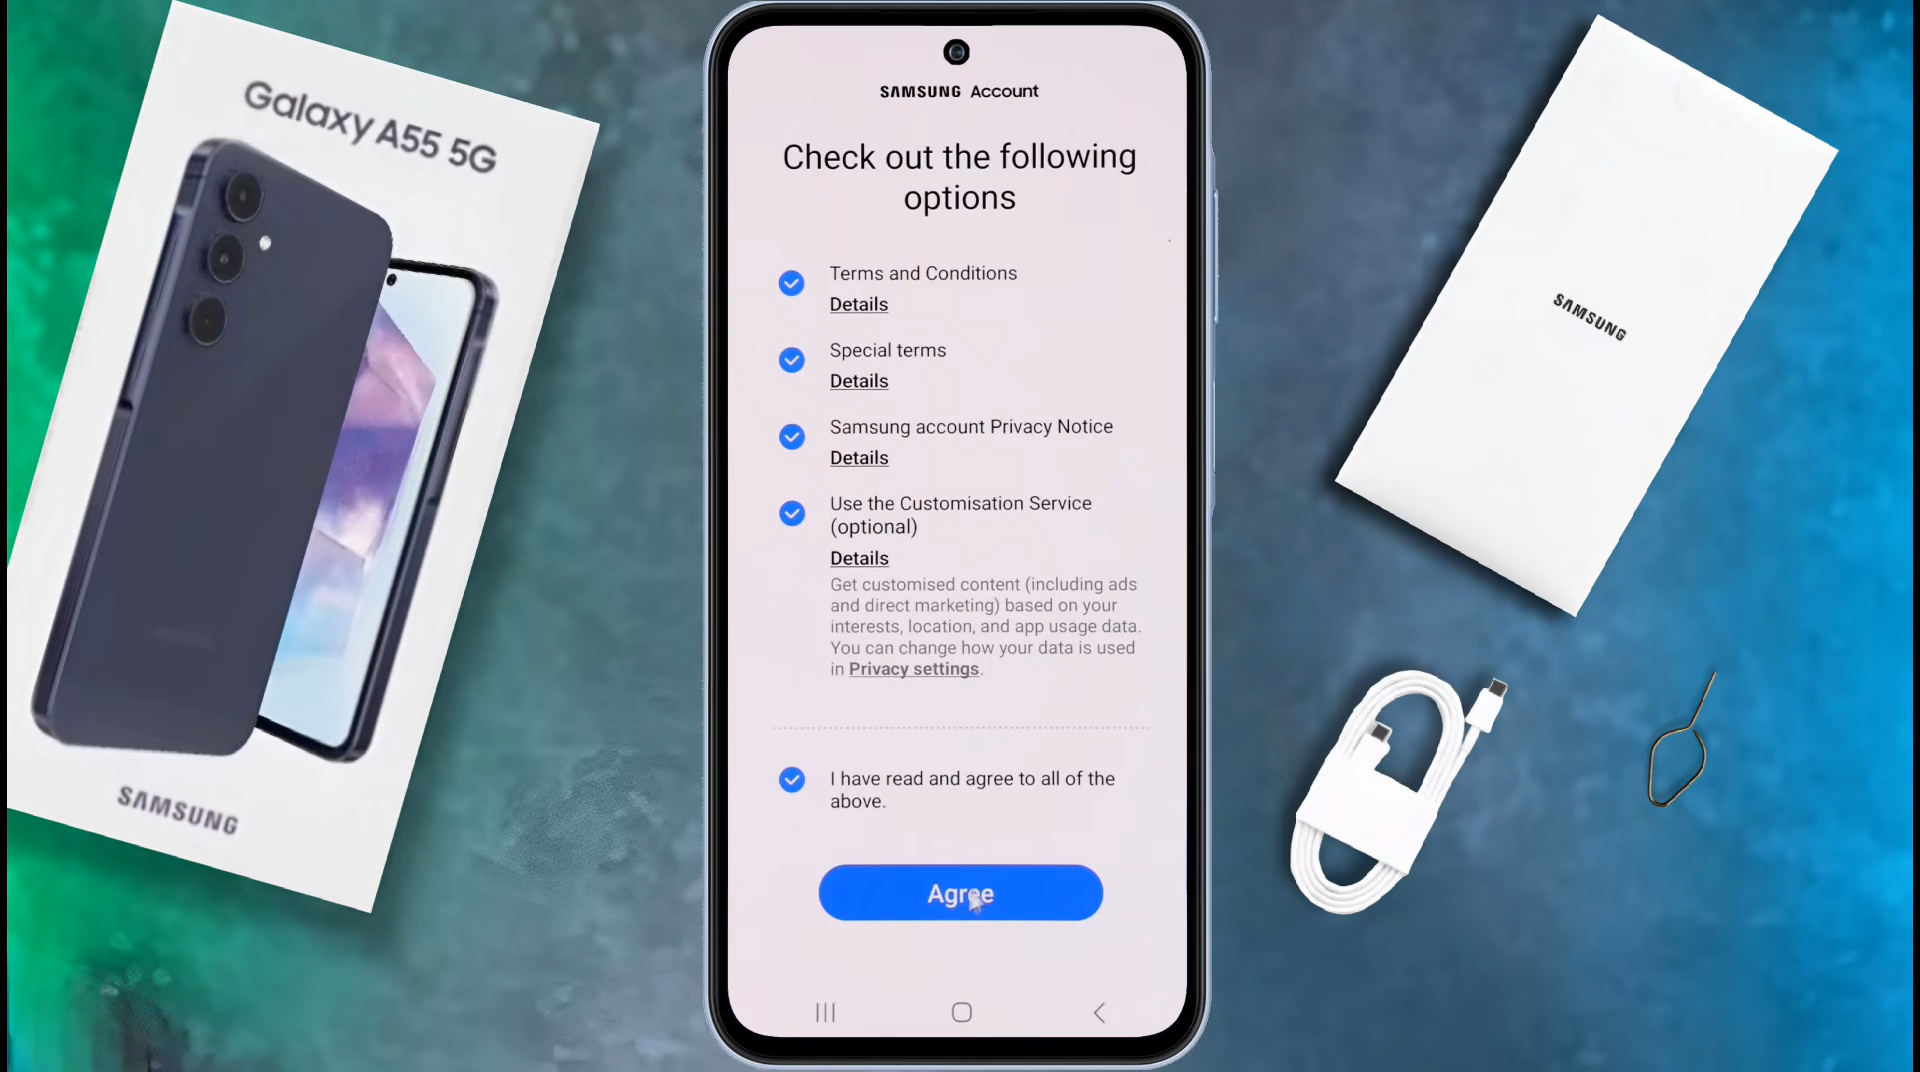 Galaxy A55 5G
SAMSUNG
SAMSUNG Account
Check out the following
options
Terms and Conditions
Details
Special terms
Details
Samsung account Privacy Notice
Details
Use the Customisation Service
(optional)
Details
Get customised content (including ads
and direct marketing) based on your
interests, location, and app usage data.
You can change how your data is used
in Privacy settings.
I have read and agree to all of the
above.
Agree
SAMSUNG